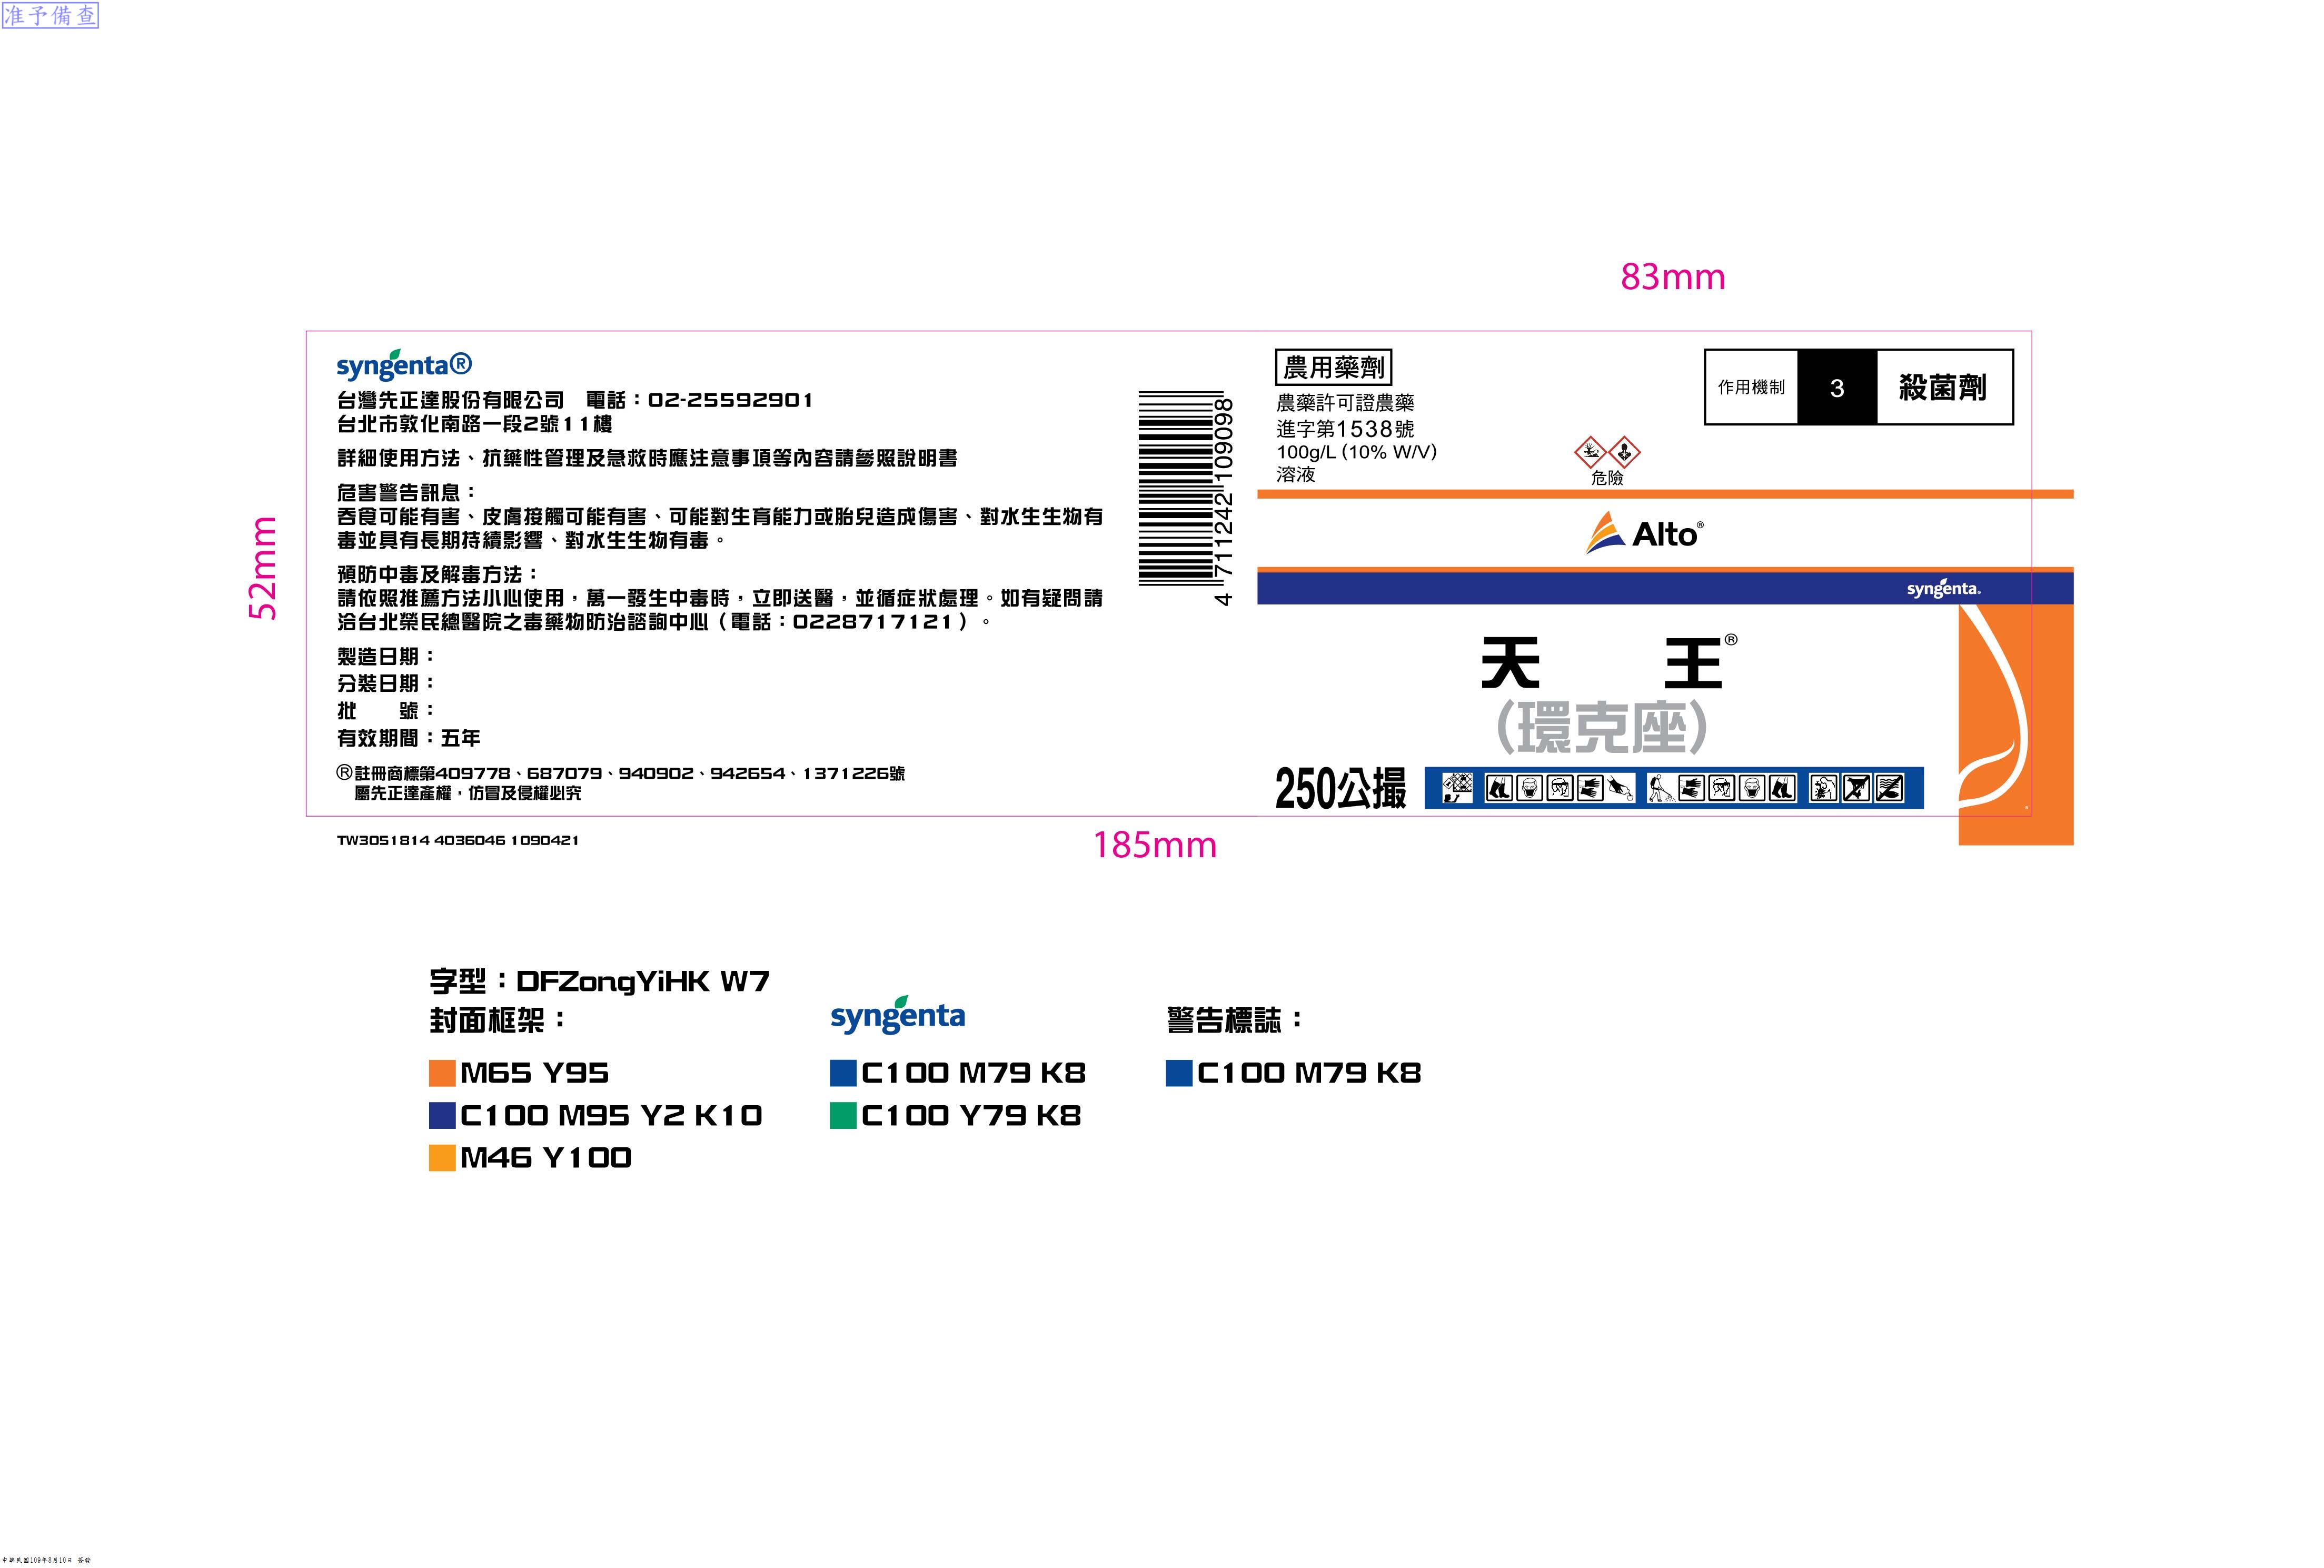 准予備查
83mm
syngenta®
台灣先正達股份有限公司　電話：02-25592901
台北市敦化南路一段2號11樓
詳細使用方法、抗藥性管理及急救時應注意事項等內容請參照說明書
危害警告訊息：
吞食可能有害、皮膚接觸可能有害、可能對生育能力或胎兒造成傷害、對水生生物有
毒並具有長期持續影響、對水生生物有毒。
預防中毒及解毒方法：
請依照推薦方法小心使用，萬一發生中毒時，立即送醫，並循症狀處理。如有疑問請
洽台北榮民總醫院之毒藥物防治諮詢中心（電話：0228717121）。
製造日期：
分裝日期：
批　　號：
有效期間：五年
®註冊商標第409778、687079、940902、942654、1371226號
屬先正達產權，仿冒及侵權必究
TW3051814 4036046 1090421
52mm
185mm
4 711242 109098
農用藥劑
農藥許可證農藥
進字第1538號
100g/L (10% W/V)
溶液
危險
作用機制 3 殺菌劑
Alto®
syngenta.
天　王®
(環克座)
250公撮
字型：DFZongYiHK W7
封面框架：
M65 Y95
C100 M95 Y2 K10
M46 Y100
syngenta
C100 M79 K8
C100 Y79 K8
警告標誌：
C100 M79 K8
中華民國109年8月10日 簽發